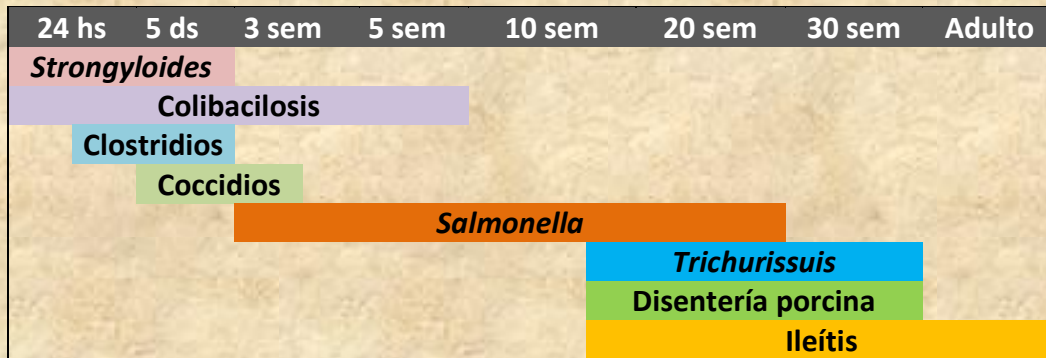 24 hs 5 ds 3 sem 5 sem 10 sem 20 sem 30 sem Adulto
Strongyloides
Colibacilosis
Clostridios
Coccidios
Salmonella
Trichurissuis
Disentería porcina
Ileítis